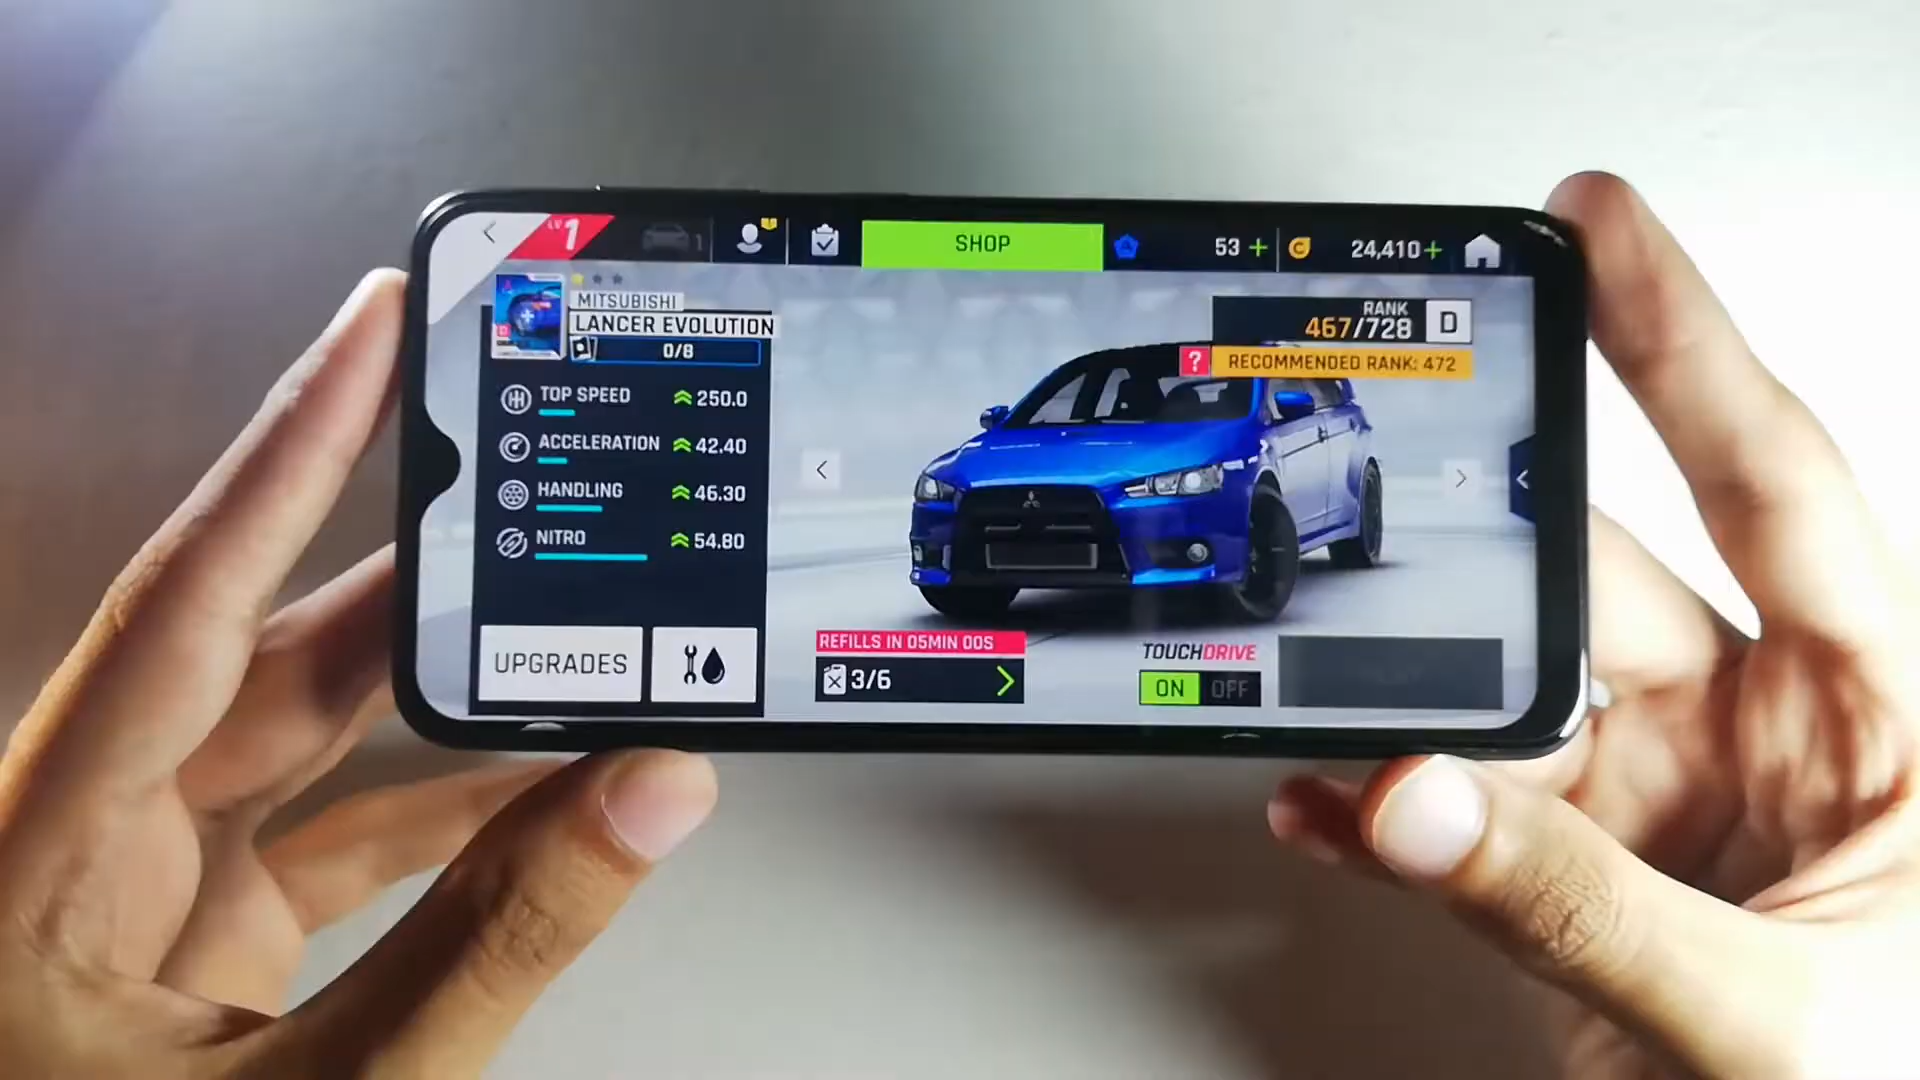 LV 1
1
SHOP
53 +
24,410 +
MITSUBISHI
LANCER EVOLUTION
0/8
RANK
467/728
D
? RECOMMENDED RANK: 472
TOP SPEED 250.0
ACCELERATION 42.40
HANDLING 46.30
NITRO 54.80
UPGRADES
REFILLS IN 05MIN 00S
3/6
TOUCHDRIVE
ON OFF